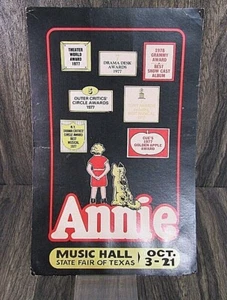 THEATER
WORLD
AWARD
1977
DRAMA DESK
AWARDS
1977
1978
GRAMMY
AWARD
BEST
SHOW CAST
ALBUM
OUTER CRITICS'
CIRCLE AWARDS
1977
N.Y.
DRAMA CRITICS
CIRCLE AWARD
BEST
MUSICAL
1977
CUE'S
1977
GOLDEN APPLE
AWARD
Annie
MUSIC HALL
STATE FAIR OF TEXAS
OCT.
3-21